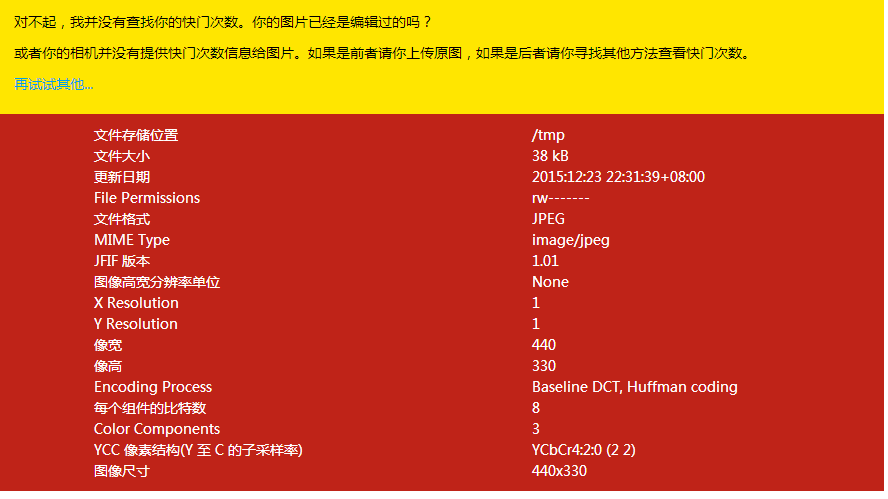 对不起，我并没有查找你的快门次数。你的图片已经是编辑过的吗？
或者你的相机并没有提供快门次数信息给图片。如果是前者请你上传原图，如果是后者请你寻找其他方法查看快门次数。
再试试其他...
文件存储位置 /tmp
文件大小 38 kB
更新日期 2015:12:23 22:31:39+08:00
File Permissions rw-------
文件格式 JPEG
MIME Type image/jpeg
JFIF 版本 1.01
图像高宽分辨率单位 None
X Resolution 1
Y Resolution 1
像宽 440
像高 330
Encoding Process Baseline DCT, Huffman coding
每个组件的比特数 8
Color Components 3
YCC 像素结构(Y 至 C 的子采样率) YCbCr4:2:0 (2 2)
图像尺寸 440x330